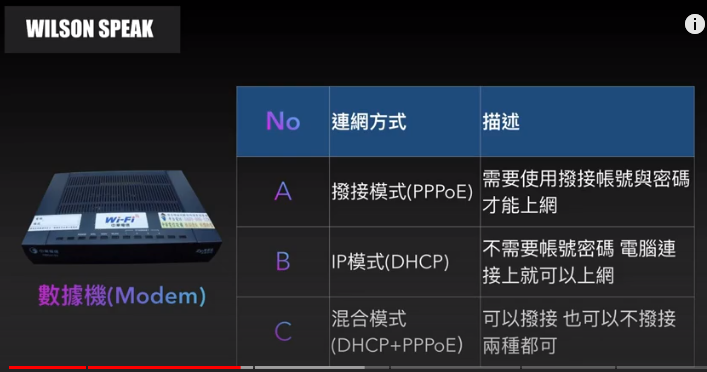 WILSON SPEAK
No
連網方式
描述
A
撥接模式(PPPoE)
需要使用撥接帳號與密碼
才能上網
B
IP模式(DHCP)
不需要帳號密碼 電腦連
接上就可以上網
C
混合模式
(DHCP+PPPoE)
可以撥接 也可以不撥接
兩種都可
Wi-Fi
中華電信
數據機(Modem)